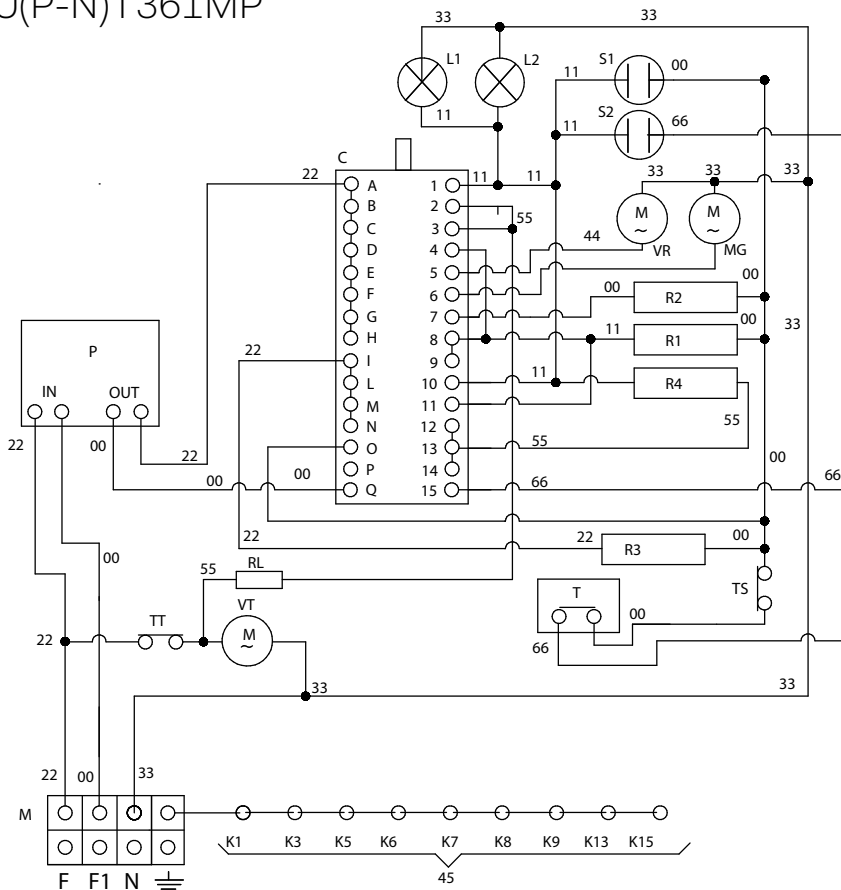 U(P-N)T361MP
33 33
L1 L2 S1 00
11
11 S2 66
11
C
22 A 1 11 11 33 33 33
B 2 55
C 3 M ~ VR M ~ MG
D 4 44
E 5
F 6 00 00
G 7 R2
H 8 11 R1 00 33
22 I 9
L 10 11 R4
M 11 55
N 12
O 13 55
P 14 00
00 00 Q 15 66 66
P
IN OUT
22 00 22
22 22 R3 00
00
55 RL T TS
TT VT M ~ 00
22 66
33 33
22 00 33
M
K1 K3 K5 K6 K7 K8 K9 K13 K15
45
F F1 N